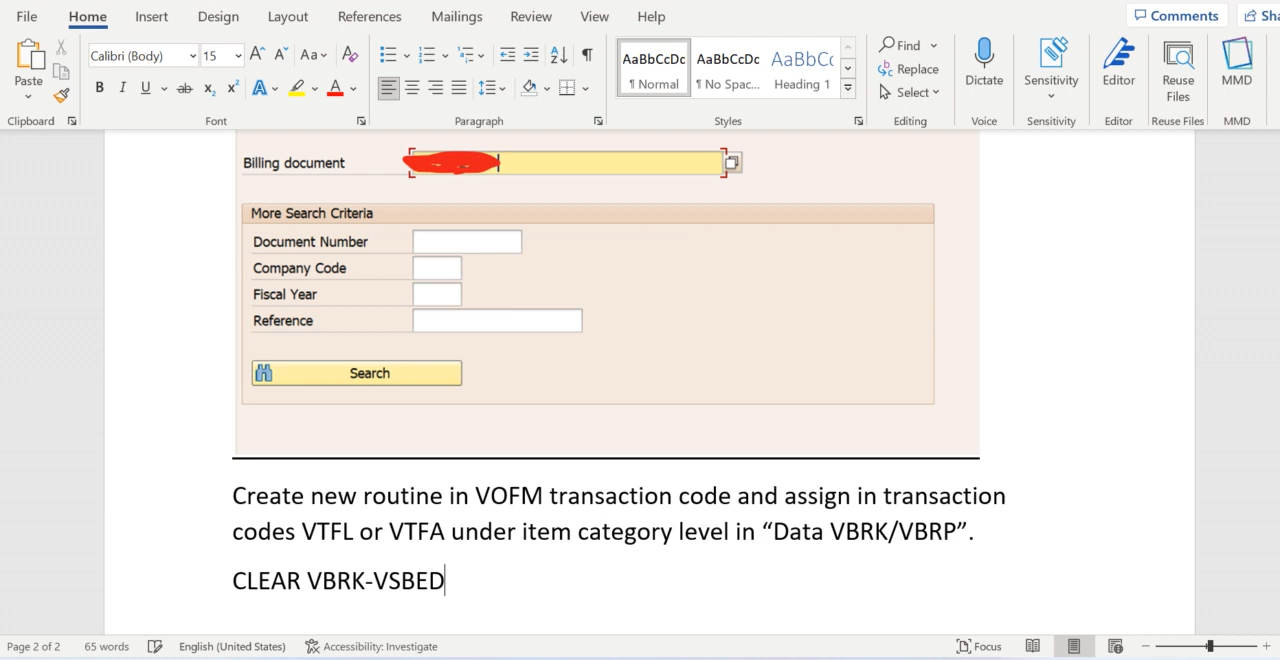 File Home Insert Design Layout References Mailings Review View Help Comments Sha
Paste
Calibri (Body) 15 Aa
B I U ab x2 x2 A A
AaBbCcDc AaBbCcDc AaBbCc
¶ Normal ¶ No Spac... Heading 1
Find
Replace
Select
Dictate Sensitivity Editor Reuse Files MMD
Clipboard Font Paragraph Styles Editing Voice Sensitivity Editor Reuse Files MMD
Billing document
More Search Criteria
Document Number
Company Code
Fiscal Year
Reference
Search
Create new routine in VOFM transaction code and assign in transaction
codes VTFL or VTFA under item category level in “Data VBRK/VBRP”.
CLEAR VBRK-VSBED
Page 2 of 2 65 words English (United States) Accessibility: Investigate Focus